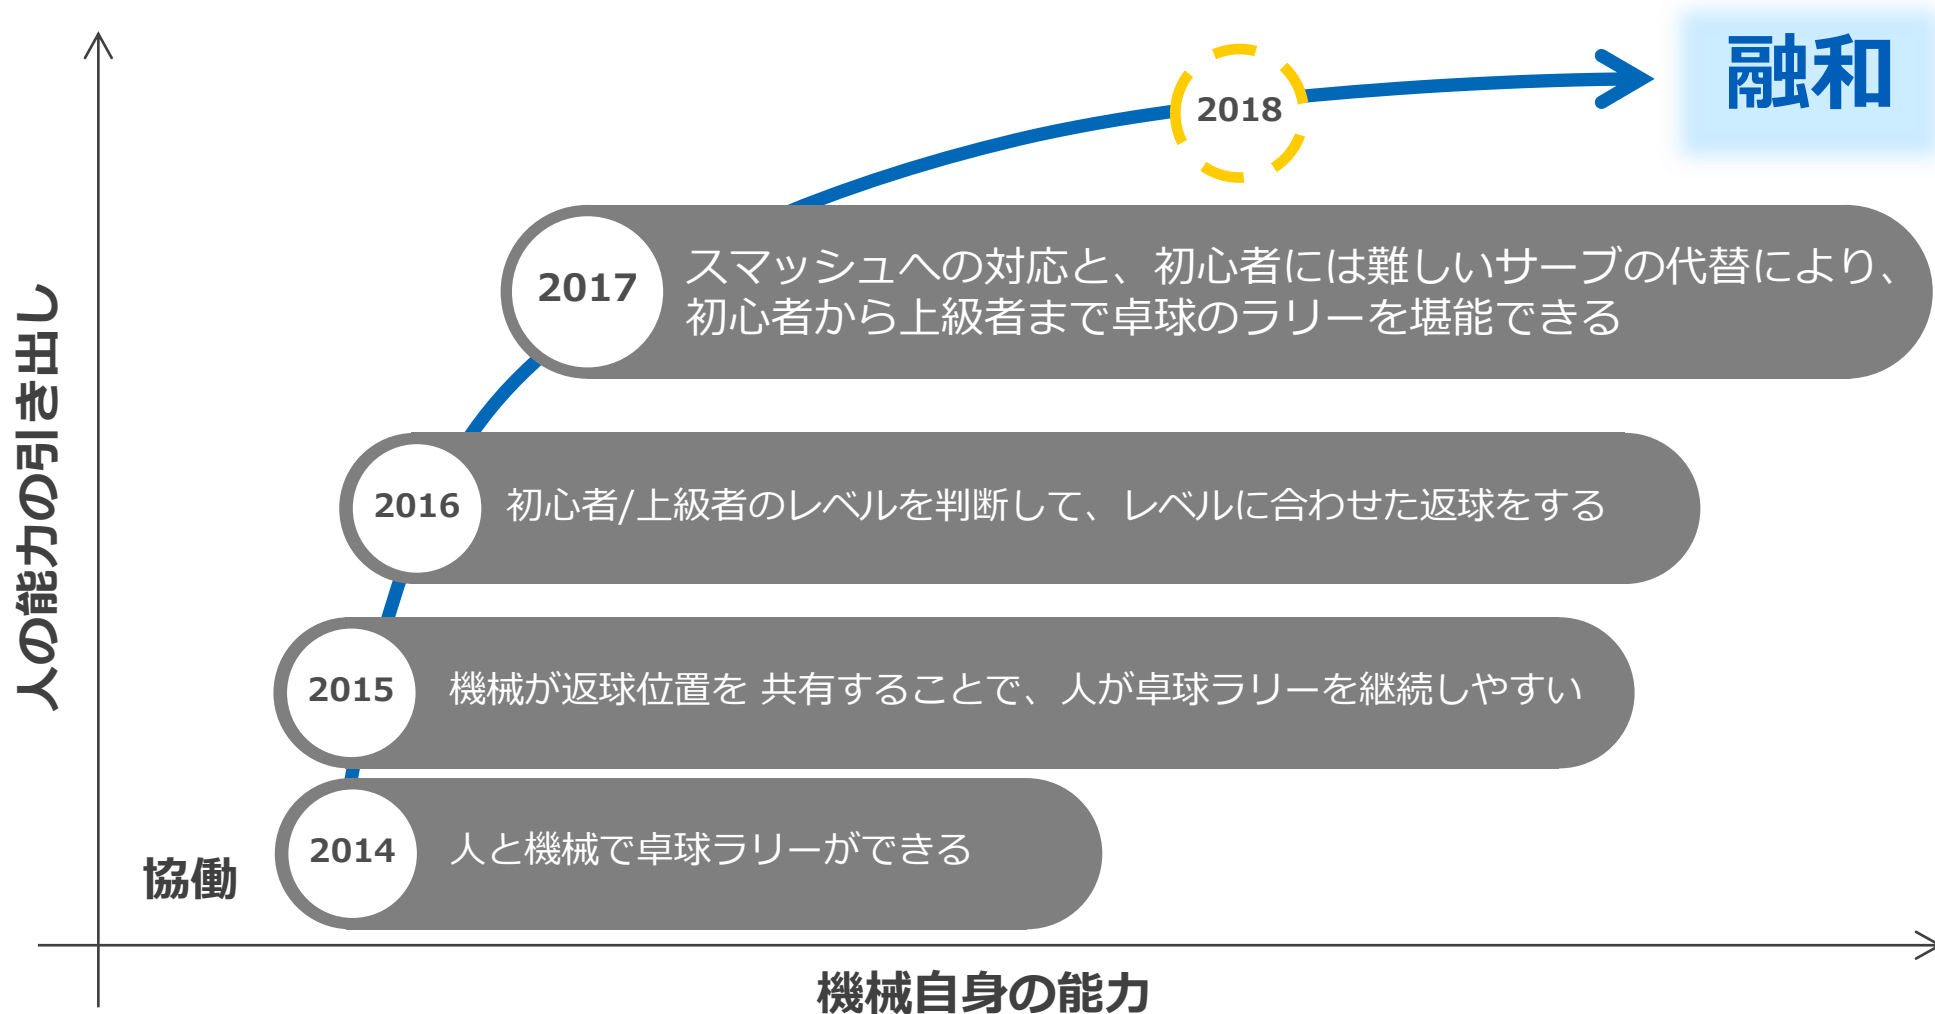 融和
2018
2017
スマッシュへの対応と、初心者には難しいサーブの代替により、
初心者から上級者まで卓球のラリーを堪能できる
2016
初心者/上級者のレベルを判断して、レベルに合わせた返球をする
2015
機械が返球位置を 共有することで、人が卓球ラリーを継続しやすい
2014
人と機械で卓球ラリーができる
協働
人の能力の引き出し
機械自身の能力